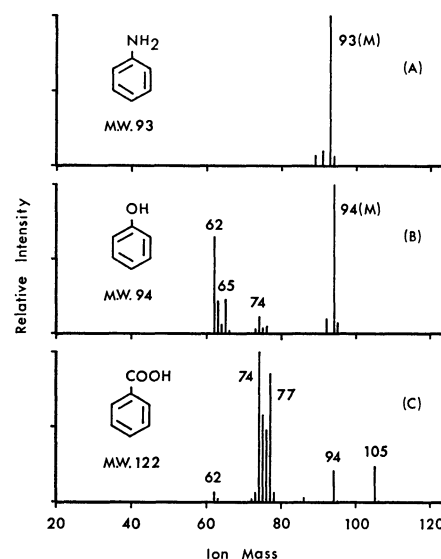 NH2
93(M)
(A)
M.W. 93
OH
62
65
74
94(M)
(B)
M.W. 94
COOH
74
77
62
94
105
(C)
M.W. 122
20 40 60 80 100 120
Ion Mass
Relative Intensity